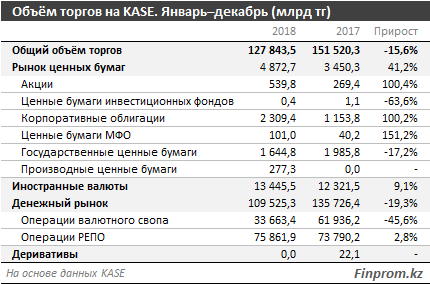 Объём торгов на KASE. Январь–декабрь (млрд тг)
2018 2017 Прирост
Общий объём торгов 127 843,5 151 520,3 -15,6%
Рынок ценных бумаг 4 872,7 3 450,3 41,2%
Акции 539,8 269,4 100,4%
Ценные бумаги инвестиционных фондов 0,4 1,1 -63,6%
Корпоративные облигации 2 309,4 1 153,8 100,2%
Ценные бумаги МФО 101,0 40,2 151,2%
Государственные ценные бумаги 1 644,8 1 985,8 -17,2%
Производные ценные бумаги 277,3 0,0 -
Иностранные валюты 13 445,5 12 321,5 9,1%
Денежный рынок 109 525,3 135 726,4 -19,3%
Операции валютного свопа 33 663,4 61 936,2 -45,6%
Операции РЕПО 75 861,9 73 790,2 2,8%
Деривативы 0,0 22,1 -
На основе данных KASE Finprom.kz